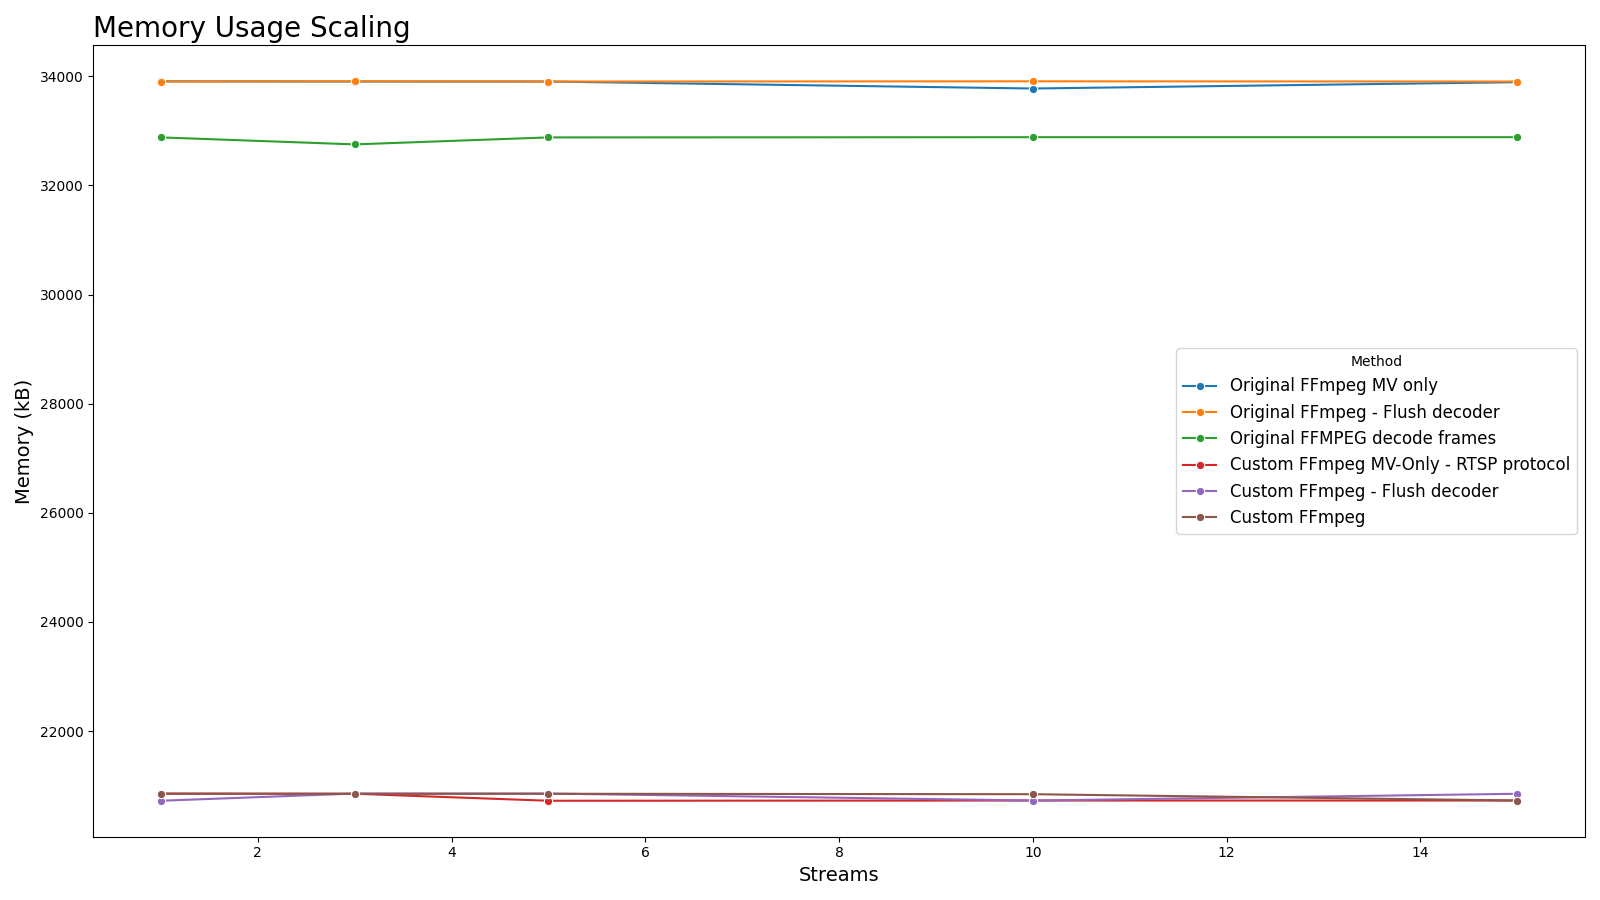 Memory Usage Scaling
34000
32000
30000
28000
26000
24000
22000
Memory (kB)
Method
Original FFmpeg MV only
Original FFmpeg - Flush decoder
Original FFMPEG decode frames
Custom FFmpeg MV-Only - RTSP protocol
Custom FFmpeg - Flush decoder
Custom FFmpeg
2 4 6 8 10 12 14
Streams